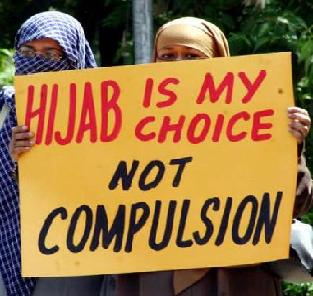 HIJAB IS MY
CHOICE
NOT
COMPULSION